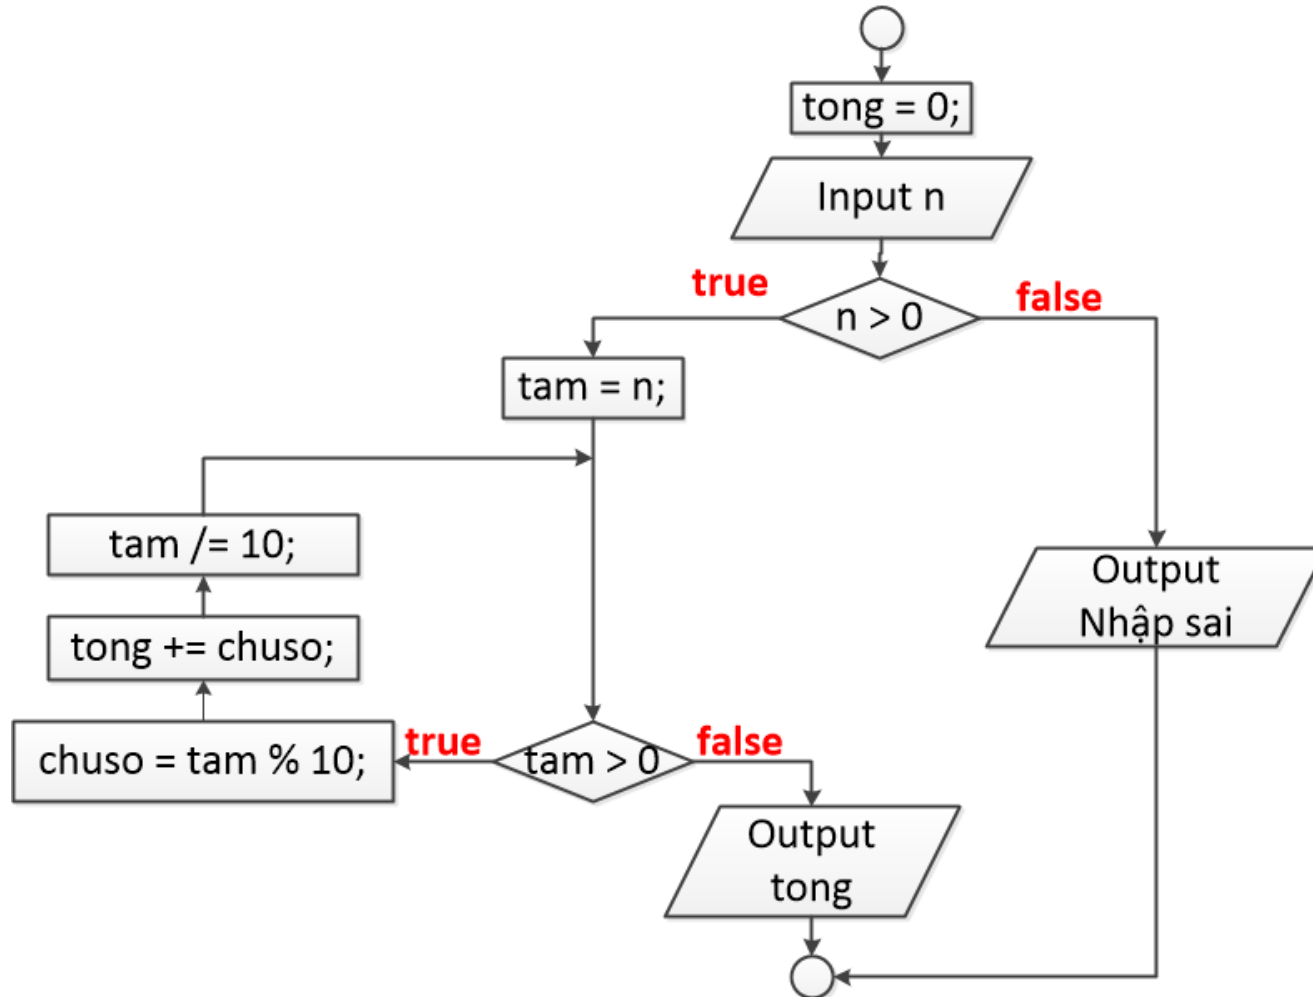 tong = 0;
Input n
true
n > 0
false
tam = n;
tam /= 10;
tong += chuso;
chuso = tam % 10;
true
tam > 0
false
Output
tong
Output
Nhập sai